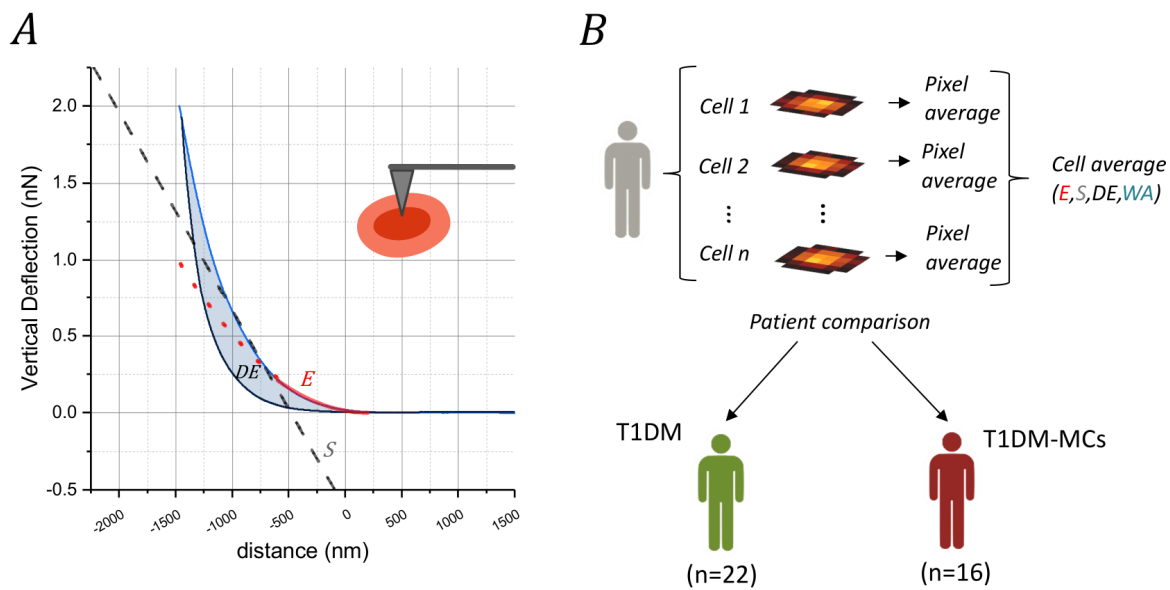 A
2.0
1.5
1.0
0.5
0.0
-0.5
Vertical Deflection (nN)
DE
E
S
-2000
-1500
-1000
-500
0
500
1000
1500
distance (nm)
B
Cell 1
Pixel
average
Cell 2
Pixel
average
⋮
⋮
Cell n
Pixel
average
Cell average
(E,S,DE,WA)
Patient comparison
T1DM
T1DM-MCs
(n=22)
(n=16)